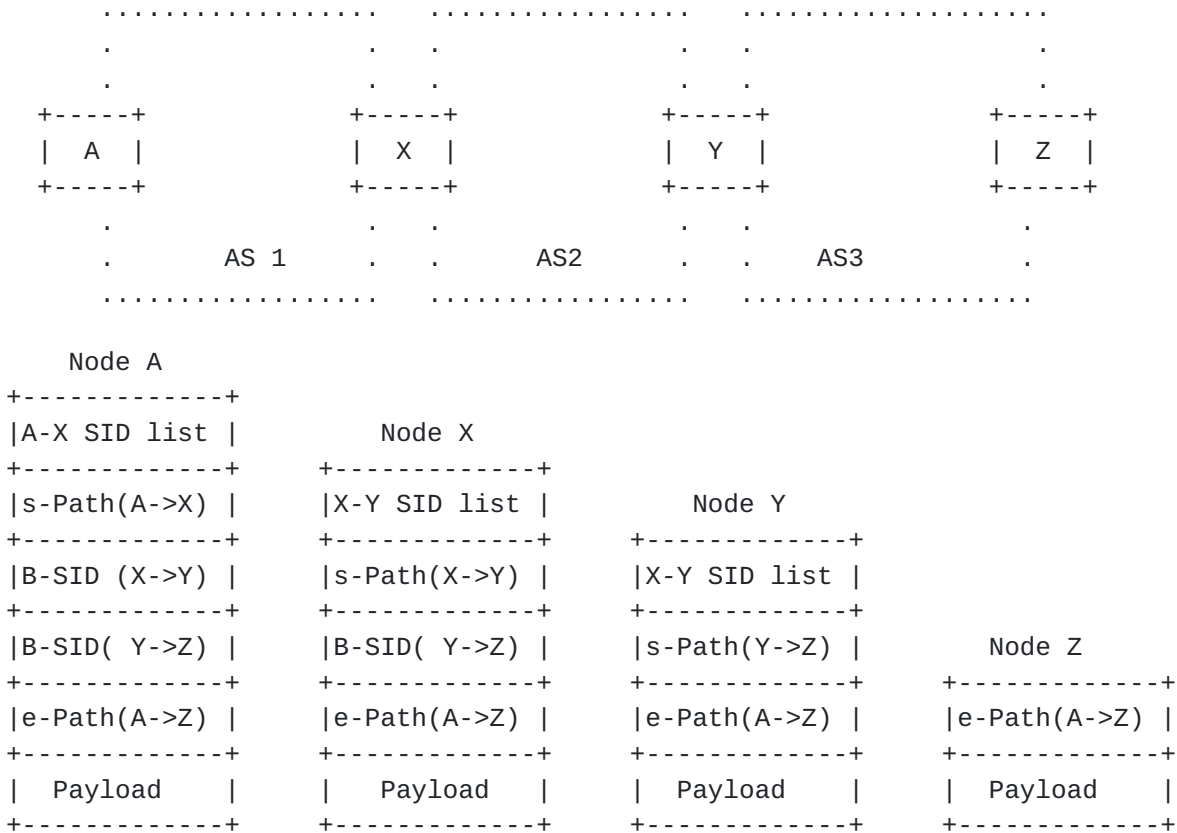 A X Y Z
AS 1 AS2 AS3
Node A
|A-X SID list | Node X
|s-Path(A->X) | |X-Y SID list | Node Y
|B-SID (X->Y) | |s-Path(X->Y) | |X-Y SID list |
|B-SID( Y->Z) | |B-SID( Y->Z) | |s-Path(Y->Z) | Node Z
|e-Path(A->Z) | |e-Path(A->Z) | |e-Path(A->Z) | |e-Path(A->Z) |
| Payload | | Payload | | Payload | | Payload |